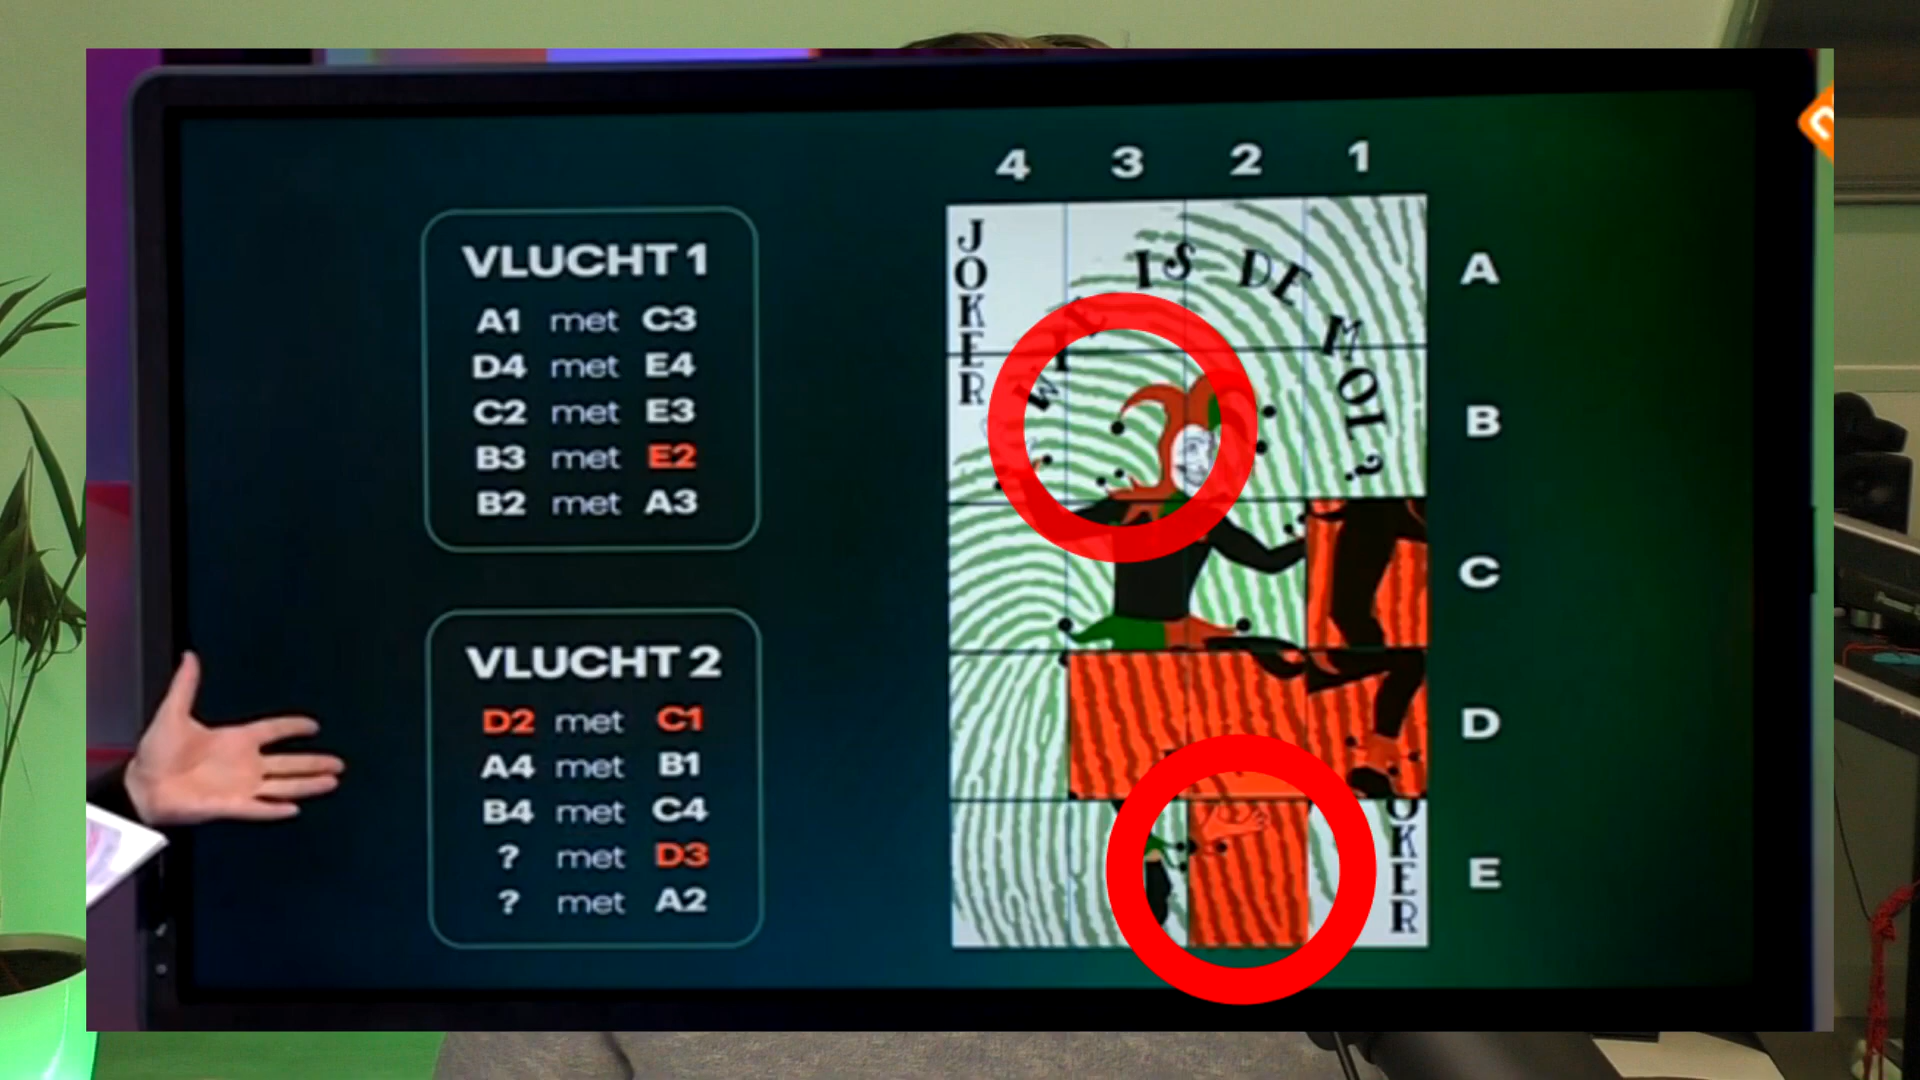 4 3 2 1
VLUCHT 1
A1 met C3
D4 met E4
C2 met E3
B3 met E2
B2 met A3
VLUCHT 2
D2 met C1
A4 met B1
B4 met C4
? met D3
? met A2
JOKER
IS DE MOL?
A
B
C
D
E
OKER